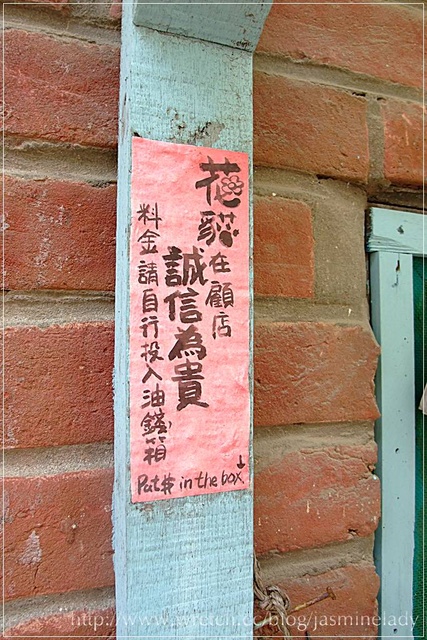 花貓在顧店
誠信為貴
料金請自行投入油錢箱
Put $ in the box ↓
http://www.wretch.cc/blog/jasminelady